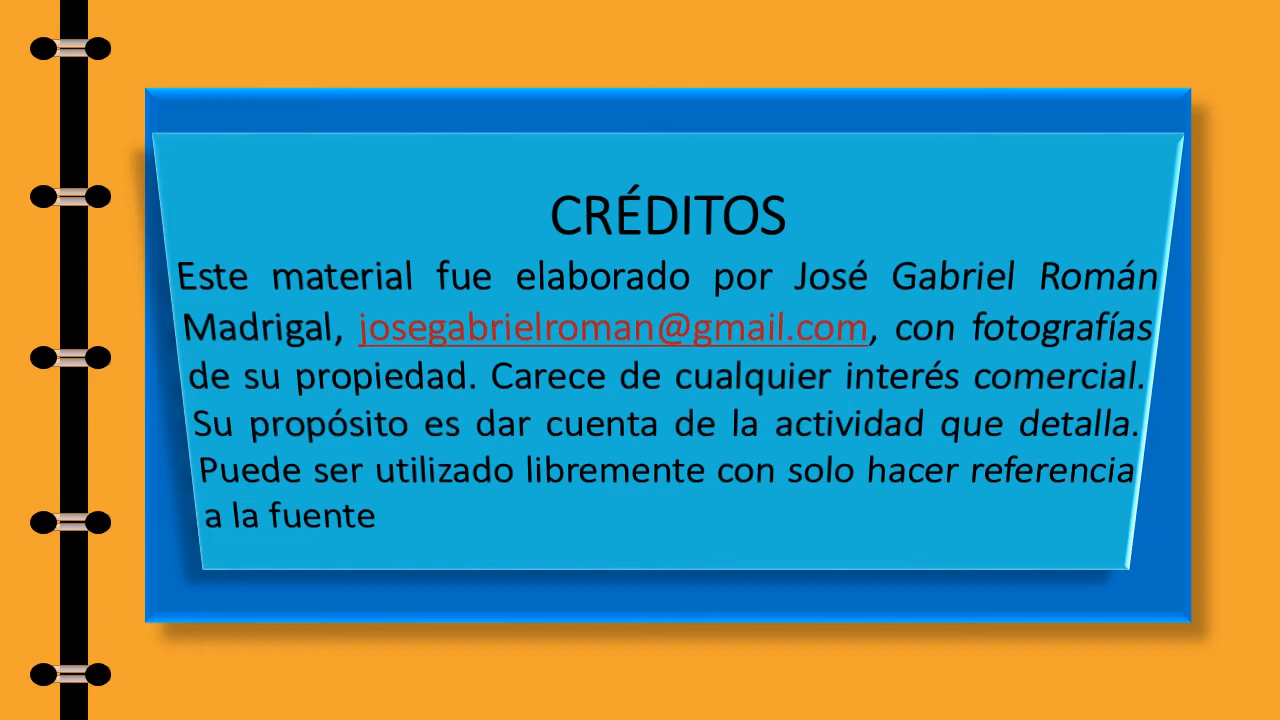 CRÉDITOS
Este material fue elaborado por José Gabriel Román
Madrigal, josegabrielroman@gmail.com, con fotografías
de su propiedad. Carece de cualquier interés comercial.
Su propósito es dar cuenta de la actividad que detalla.
Puede ser utilizado libremente con solo hacer referencia
a la fuente